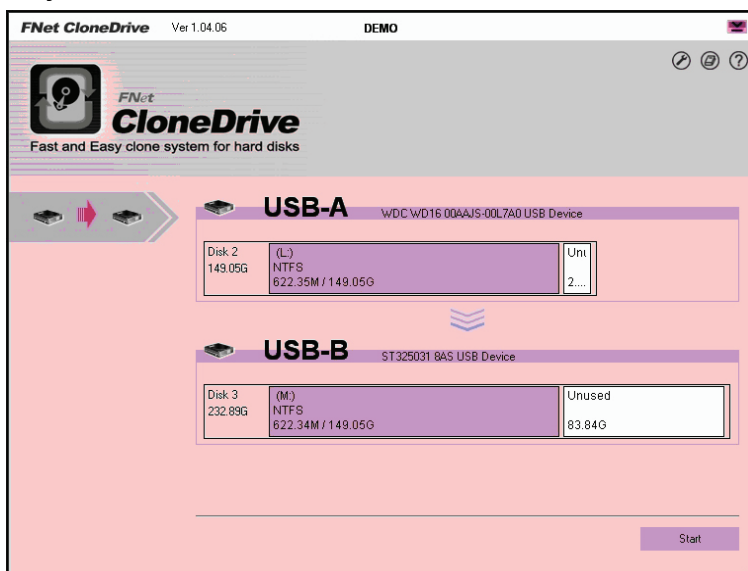 FNet CloneDrive Ver 1.04.06 DEMO
FNet
CloneDrive
Fast and Easy clone system for hard disks
USB-A WDC WD16 00AAJS-00L7A0 USB Device
Disk 2
149.05G
(L:)
NTFS
622.35M / 149.05G
2....
USB-B ST325031 8AS USB Device
Disk 3
232.89G
(M:)
NTFS
622.34M / 149.05G
Unused
83.84G
Start